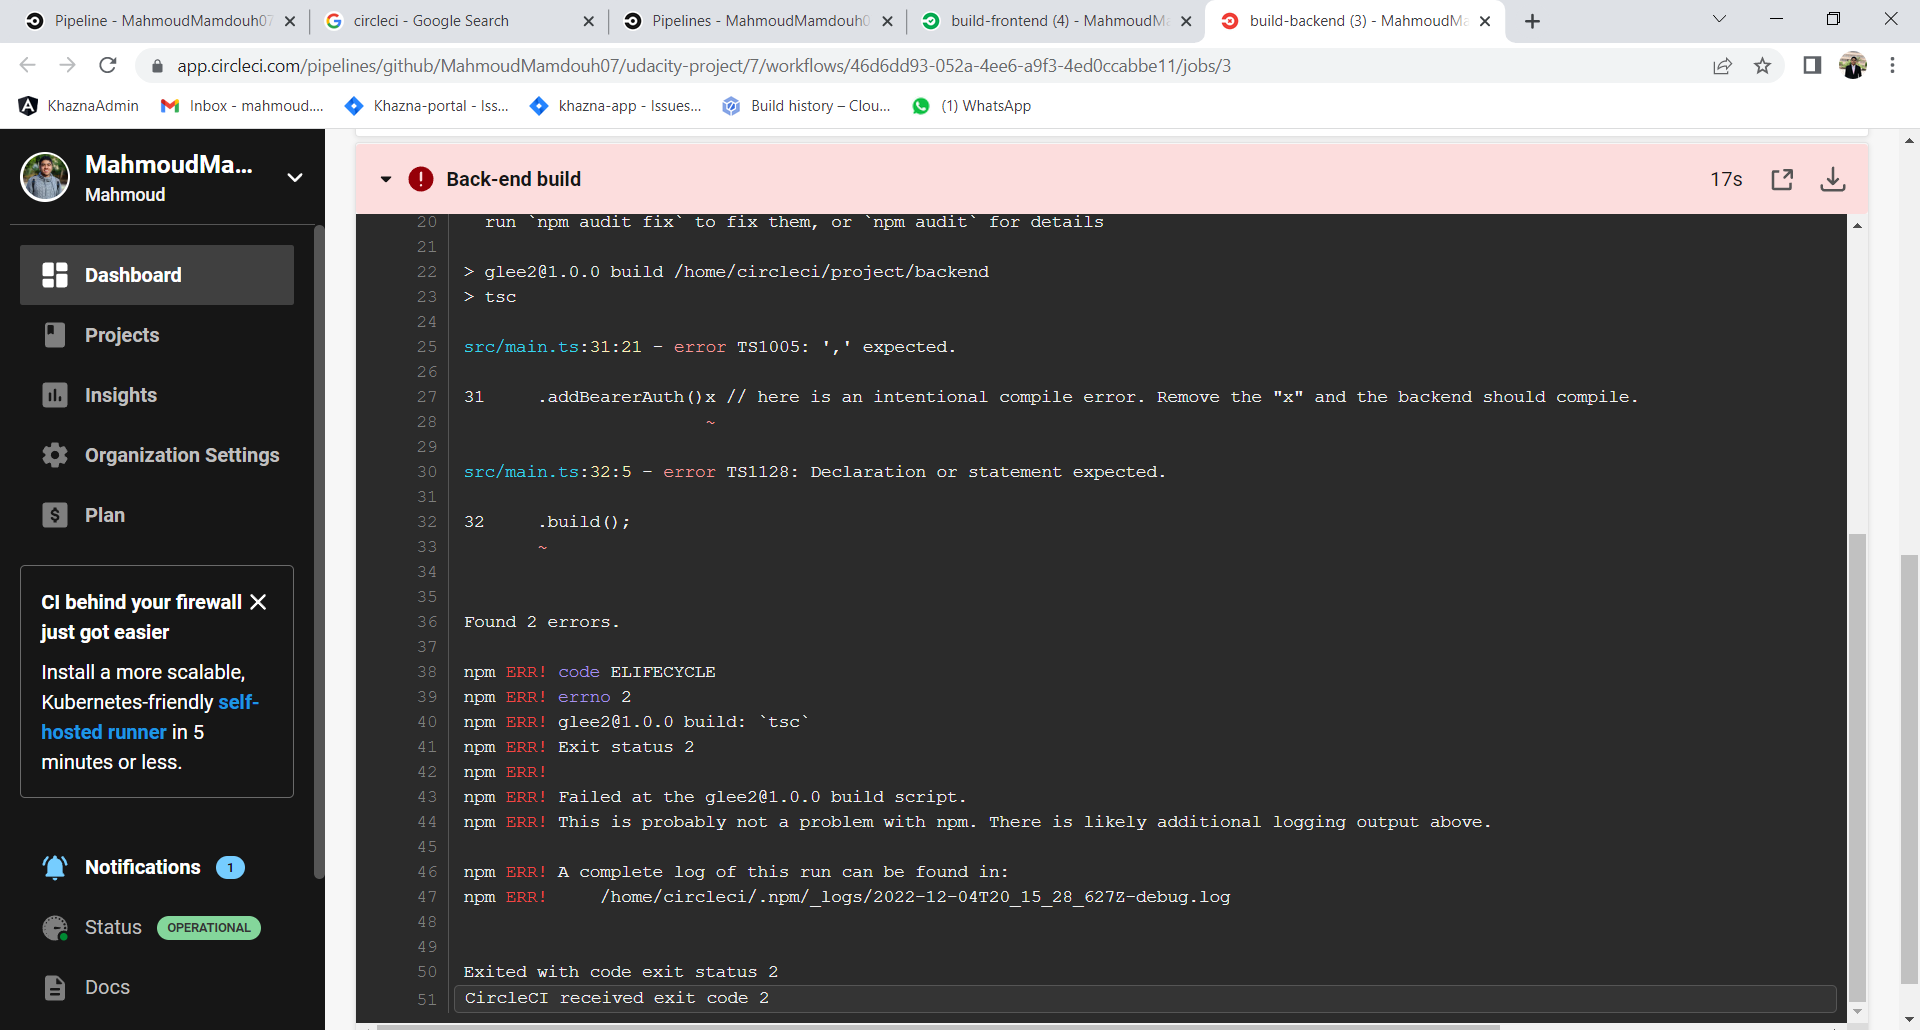 Pipeline - MahmoudMamdouh07
circleci - Google Search
Pipelines - MahmoudMamdouh0
build-frontend (4) - MahmoudMa
build-backend (3) - MahmoudMa
app.circleci.com/pipelines/github/MahmoudMamdouh07/udacity-project/7/workflows/46d6dd93-052a-4ee6-a9f3-4ed0ccabbe11/jobs/3
KhaznaAdmin
Inbox - mahmoud....
Khazna-portal - Iss...
khazna-app - Issues...
Build history – Clou...
(1) WhatsApp
MahmoudMa...
Mahmoud
Dashboard
Projects
Insights
Organization Settings
Plan
CI behind your firewall
just got easier
Install a more scalable,
Kubernetes-friendly self-
hosted runner in 5
minutes or less.
Notifications 1
Status OPERATIONAL
Docs
Back-end build
17s
20 run `npm audit fix` to fix them, or `npm audit` for details
21
22 > glee2@1.0.0 build /home/circleci/project/backend
23 > tsc
24
25 src/main.ts:31:21 - error TS1005: ',' expected.
26
27 31 .addBearerAuth()x // here is an intentional compile error. Remove the "x" and the backend should compile.
28 ~
29
30 src/main.ts:32:5 - error TS1128: Declaration or statement expected.
31
32 32 .build();
33 ~
34
35
36 Found 2 errors.
37
38 npm ERR! code ELIFECYCLE
39 npm ERR! errno 2
40 npm ERR! glee2@1.0.0 build: `tsc`
41 npm ERR! Exit status 2
42 npm ERR!
43 npm ERR! Failed at the glee2@1.0.0 build script.
44 npm ERR! This is probably not a problem with npm. There is likely additional logging output above.
45
46 npm ERR! A complete log of this run can be found in:
47 npm ERR! /home/circleci/.npm/_logs/2022-12-04T20_15_28_627Z-debug.log
48
49
50 Exited with code exit status 2
51 CircleCI received exit code 2